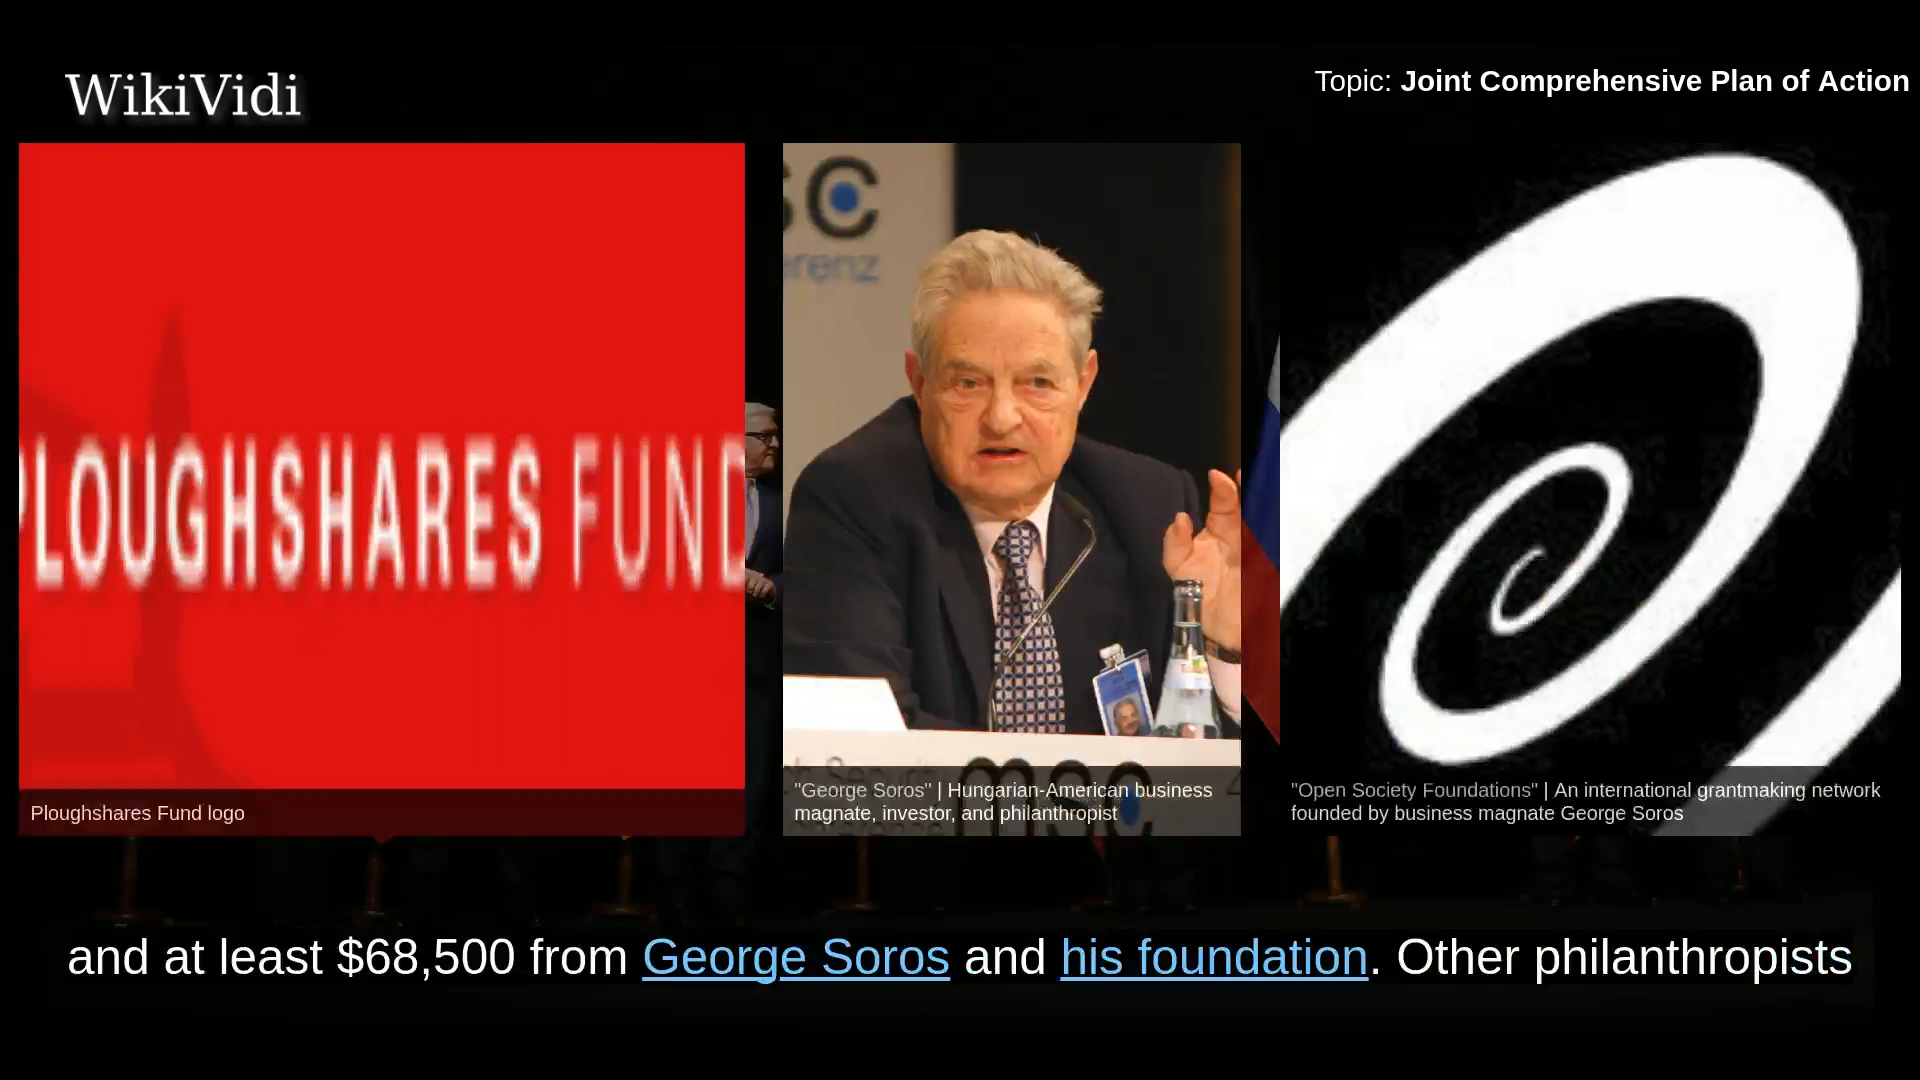 WikiVidi
Topic: Joint Comprehensive Plan of Action
PLOUGHSHARES FUND
msc
Ploughshares Fund logo
"George Soros" | Hungarian-American business
magnate, investor, and philanthropist
"Open Society Foundations" | An international grantmaking network
founded by business magnate George Soros
and at least $68,500 from George Soros and his foundation. Other philanthropists